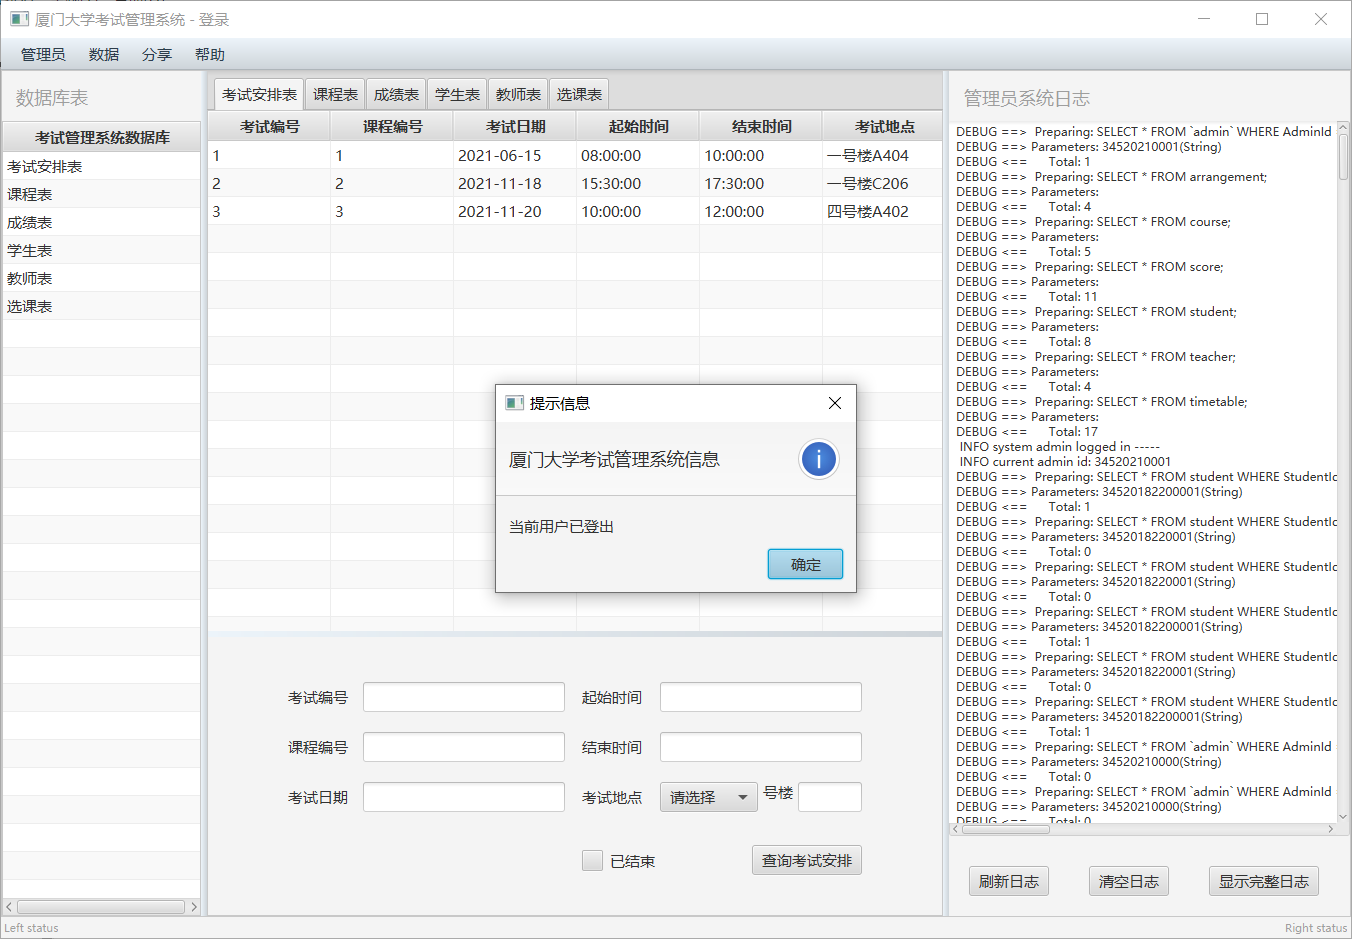 厦门大学考试管理系统 - 登录
管理员 数据 分享 帮助
数据库表
考试管理系统数据库
考试安排表
课程表
成绩表
学生表
教师表
选课表
考试安排表 课程表 成绩表 学生表 教师表 选课表
考试编号 课程编号 考试日期 起始时间 结束时间 考试地点
1 1 2021-06-15 08:00:00 10:00:00 一号楼A404
2 2 2021-11-18 15:30:00 17:30:00 一号楼C206
3 3 2021-11-20 10:00:00 12:00:00 四号楼A402
提示信息
厦门大学考试管理系统信息
当前用户已登出
确定
考试编号 起始时间
课程编号 结束时间
考试日期 考试地点 请选择 号楼
已结束 查询考试安排
管理员系统日志
DEBUG ==>  Preparing: SELECT * FROM `admin` WHERE AdminId
DEBUG ==> Parameters: 34520210001(String)
DEBUG <==      Total: 1
DEBUG ==>  Preparing: SELECT * FROM arrangement;
DEBUG ==> Parameters:
DEBUG <==      Total: 4
DEBUG ==>  Preparing: SELECT * FROM course;
DEBUG ==> Parameters:
DEBUG <==      Total: 5
DEBUG ==>  Preparing: SELECT * FROM score;
DEBUG ==> Parameters:
DEBUG <==      Total: 11
DEBUG ==>  Preparing: SELECT * FROM student;
DEBUG ==> Parameters:
DEBUG <==      Total: 8
DEBUG ==>  Preparing: SELECT * FROM teacher;
DEBUG ==> Parameters:
DEBUG <==      Total: 4
DEBUG ==>  Preparing: SELECT * FROM timetable;
DEBUG ==> Parameters:
DEBUG <==      Total: 17
INFO system admin logged in -----
INFO current admin id: 34520210001
DEBUG ==>  Preparing: SELECT * FROM student WHERE StudentId
DEBUG ==> Parameters: 34520182200001(String)
DEBUG <==      Total: 1
DEBUG ==>  Preparing: SELECT * FROM student WHERE StudentId
DEBUG ==> Parameters: 3452018220001(String)
DEBUG <==      Total: 0
DEBUG ==>  Preparing: SELECT * FROM student WHERE StudentId
DEBUG ==> Parameters: 3452018220001(String)
DEBUG <==      Total: 0
DEBUG ==>  Preparing: SELECT * FROM student WHERE StudentId
DEBUG ==> Parameters: 34520182200001(String)
DEBUG <==      Total: 1
DEBUG ==>  Preparing: SELECT * FROM student WHERE StudentId
DEBUG ==> Parameters: 3452018220001(String)
DEBUG <==      Total: 0
DEBUG ==>  Preparing: SELECT * FROM student WHERE StudentId
DEBUG ==> Parameters: 34520182200001(String)
DEBUG <==      Total: 1
DEBUG ==>  Preparing: SELECT * FROM `admin` WHERE AdminId
DEBUG ==> Parameters: 34520210000(String)
DEBUG <==      Total: 0
DEBUG ==>  Preparing: SELECT * FROM `admin` WHERE AdminId
DEBUG ==> Parameters: 34520210000(String)
DEBUG <==      Total: 0
刷新日志 清空日志 显示完整日志
Left status Right status